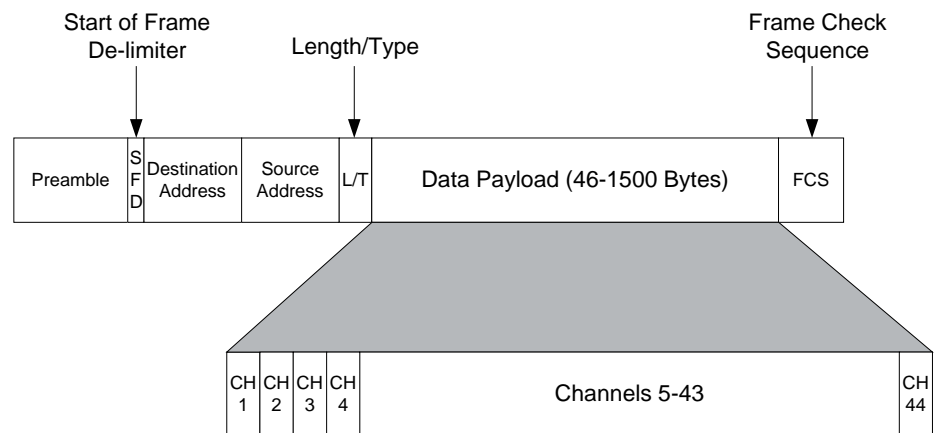 Start of Frame
De-limiter
Length/Type
Frame Check
Sequence
Preamble
S
F
D
Destination
Address
Source
Address
L/T
Data Payload (46-1500 Bytes)
FCS
CH
1
CH
2
CH
3
CH
4
Channels 5-43
CH
44